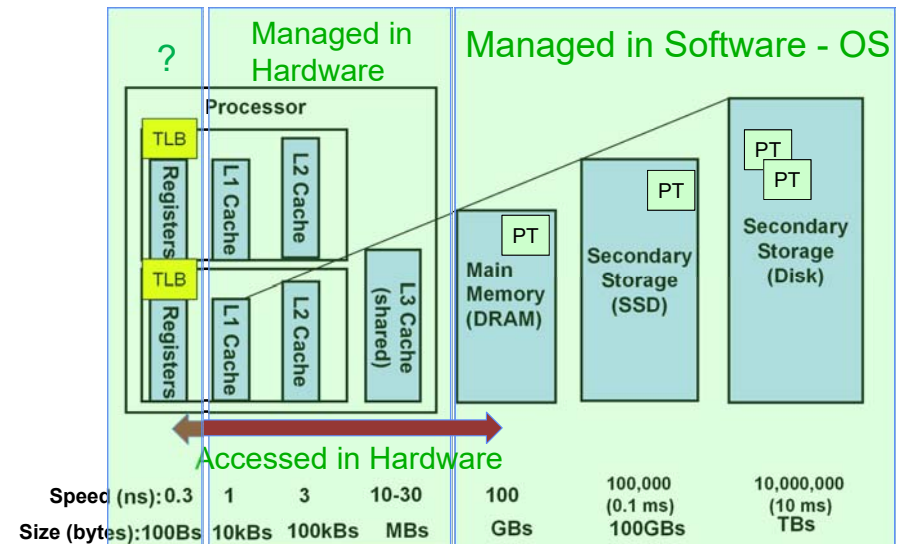 ?
Managed in
Hardware
Managed in Software - OS
Processor
TLB
Registers
L1 Cache
L2 Cache
TLB
Registers
L1 Cache
L2 Cache
L3 Cache
(shared)
PT
Main
Memory
(DRAM)
PT
Secondary
Storage
(SSD)
PT
PT
Secondary
Storage
(Disk)
Accessed in Hardware
Speed (ns): 0.3 1 3 10-30 100 100,000 (0.1 ms) 10,000,000 (10 ms)
Size (bytes): 100Bs 10kBs 100kBs MBs GBs 100GBs TBs